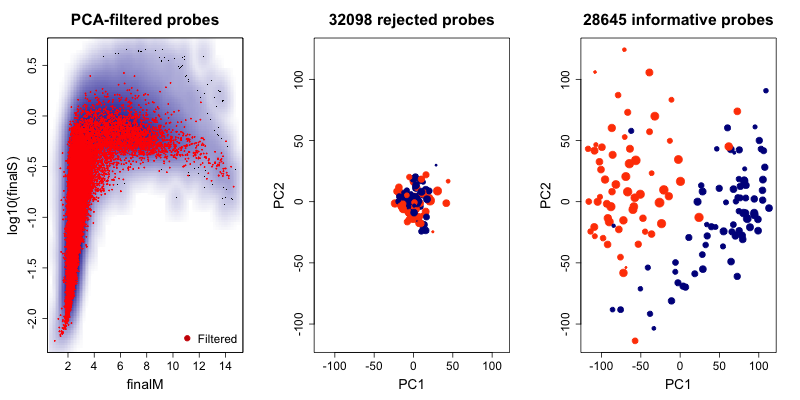 PCA-filtered probes
32098 rejected probes
28645 informative probes
log10(finalS)
0.5
0.0
-0.5
-1.0
-1.5
-2.0
2 4 6 8 10 12 14
finalM
Filtered
PC2
100
50
0
-50
-100
-100 -50 0 50 100
PC1
PC2
100
50
0
-50
-100
-100 -50 0 50 100
PC1